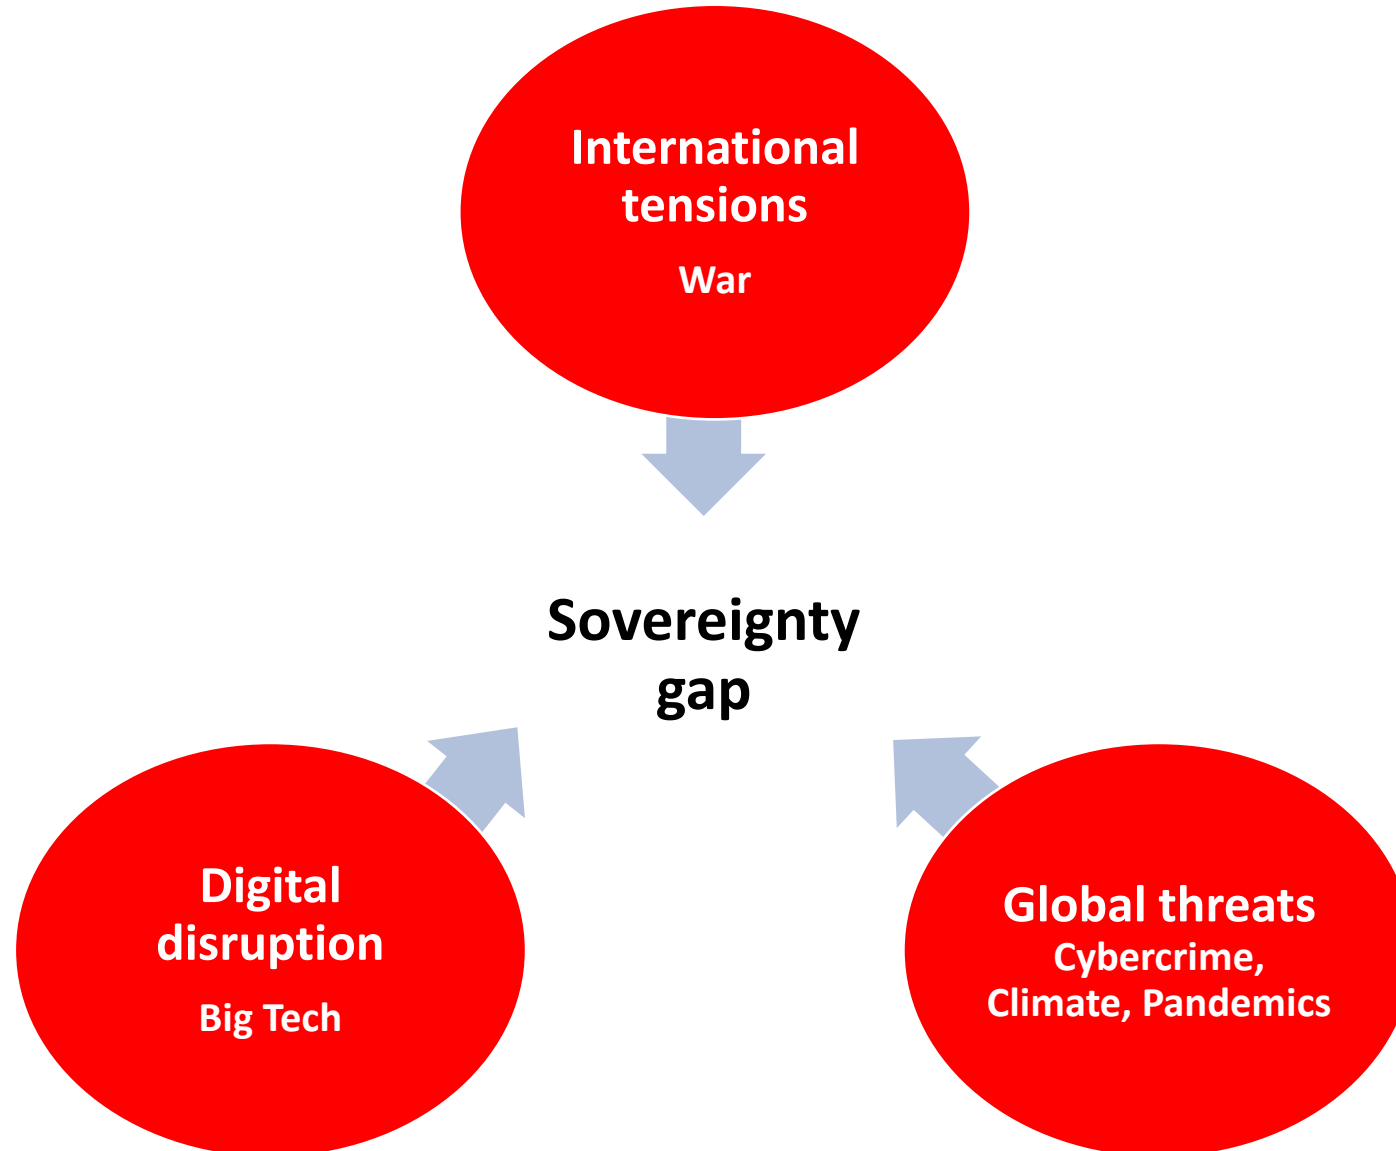 International
tensions
War
Sovereignty
gap
Digital
disruption
Big Tech
Global threats
Cybercrime,
Climate, Pandemics